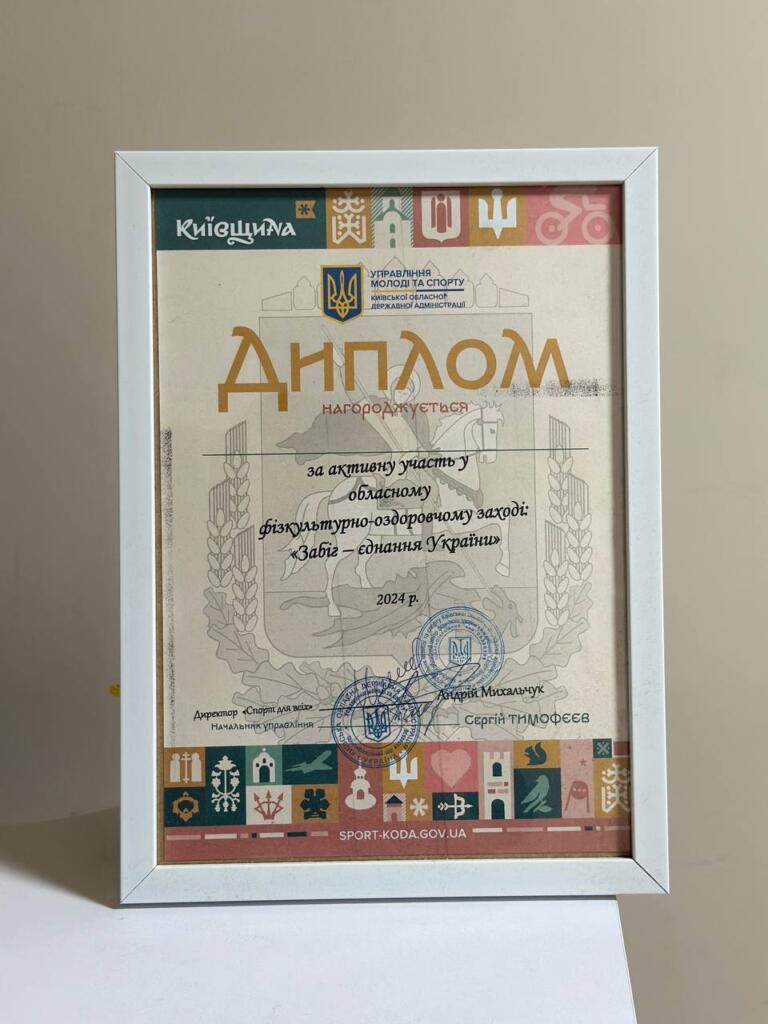 Київщина
УПРАВЛІННЯ
МОЛОДІ ТА СПОРТУ
КИЇВСЬКОЇ ОБЛАСНОЇ
ДЕРЖАВНОЇ АДМІНІСТРАЦІЇ
Диплом
нагороджується
за активну участь у
обласному
фізкультурно-оздоровчому заході:
«Забіг – єднання України»
2024 р.
Директор «Спорт для всіх» Андрій Михальчук
Начальник управління Сергій ТИМОФЄЄВ
SPORT-KODA.GOV.UA